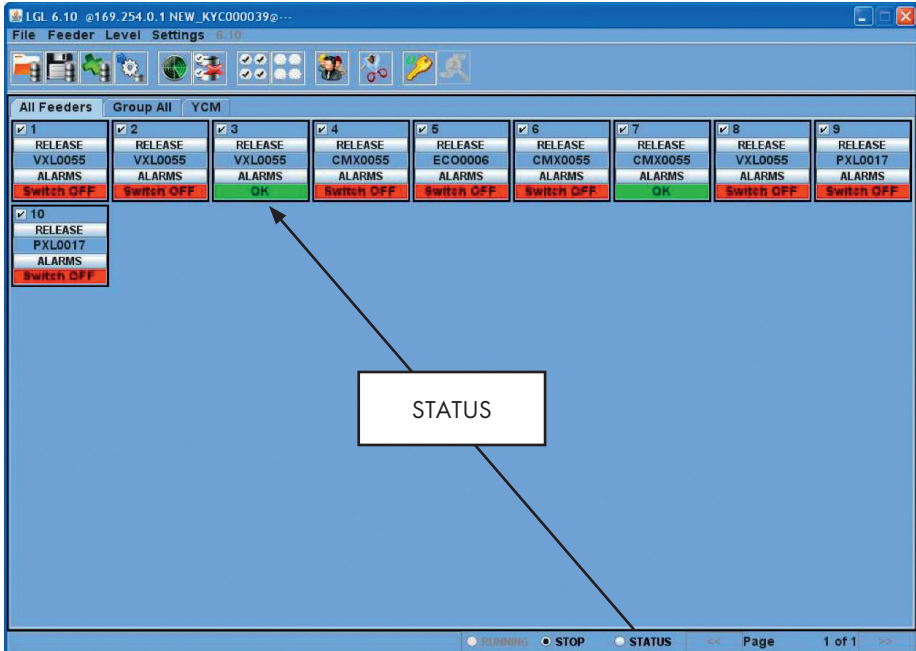 LGL 6.10 @169.254.0.1 NEW_KYC000039@---
File Feeder Level Settings 6.10
All Feeders Group All YCM
1 2 3 4 5 6 7 8 9
RELEASE RELEASE RELEASE RELEASE RELEASE RELEASE RELEASE RELEASE RELEASE
VXL0055 VXL0055 VXL0055 CMX0055 ECO0006 CMX0055 CMX0055 VXL0055 PXL0017
ALARMS ALARMS ALARMS ALARMS ALARMS ALARMS ALARMS ALARMS ALARMS
Switch OFF Switch OFF OK Switch OFF Switch OFF Switch OFF OK Switch OFF Switch OFF
10
RELEASE
PXL0017
ALARMS
Switch OFF
STATUS
RUNNING STOP STATUS << Page 1 of 1 >>